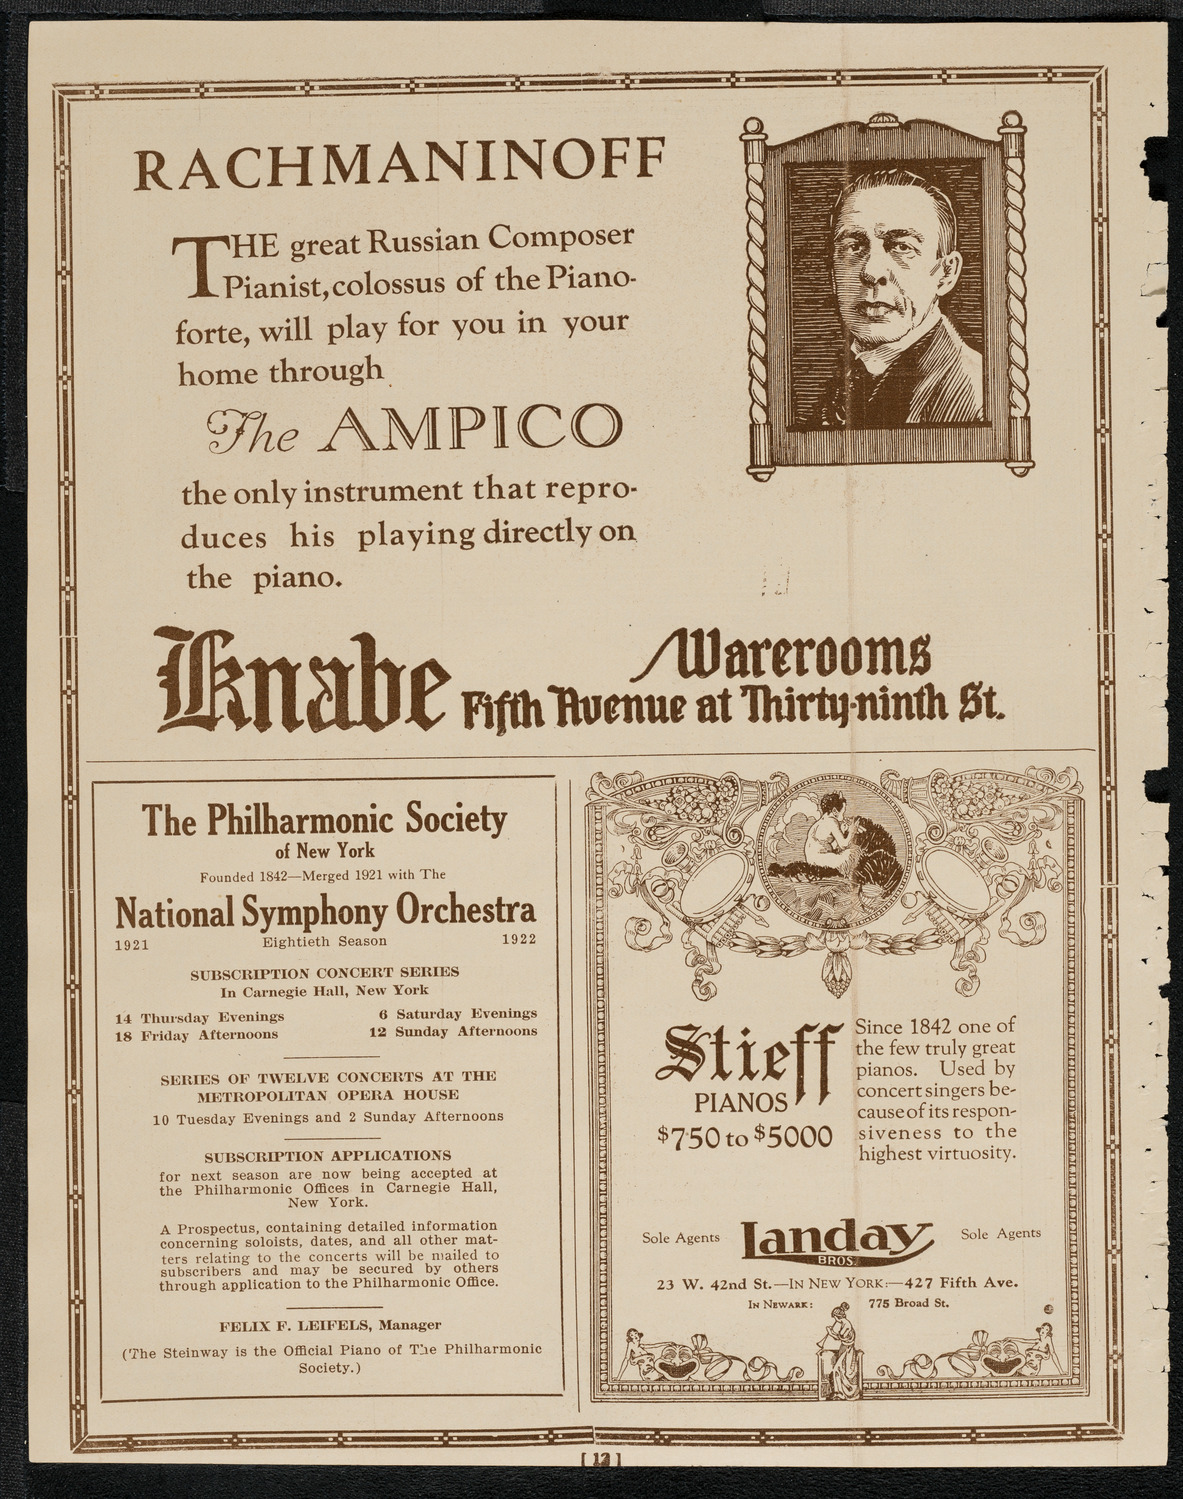 RACHMANINOFF
THE great Russian Composer
Pianist, colossus of the Piano-
forte, will play for you in your
home through
The AMPICO
the only instrument that repro-
duces his playing directly on
the piano.
Knabe Warerooms
Fifth Avenue at Thirty-ninth St.
The Philharmonic Society
of New York
Founded 1842—Merged 1921 with The
National Symphony Orchestra
1921 Eightieth Season 1922
SUBSCRIPTION CONCERT SERIES
In Carnegie Hall, New York
14 Thursday Evenings 6 Saturday Evenings
18 Friday Afternoons 12 Sunday Afternoons
SERIES OF TWELVE CONCERTS AT THE
METROPOLITAN OPERA HOUSE
10 Tuesday Evenings and 2 Sunday Afternoons
SUBSCRIPTION APPLICATIONS
for next season are now being accepted at
the Philharmonic Offices in Carnegie Hall,
New York.
A Prospectus, containing detailed information
concerning soloists, dates, and all other mat-
ters relating to the concerts will be mailed to
subscribers and may be secured by others
through application to the Philharmonic Office.
FELIX F. LEIFELS, Manager
(The Steinway is the Official Piano of The Philharmonic
Society.)
Stieff
PIANOS
$750 to $5000
Since 1842 one of
the few truly great
pianos. Used by
concert singers be-
cause of its respon-
siveness to the
highest virtuosity.
Sole Agents Landay Sole Agents
BROS.
23 W. 42nd St.—IN NEW YORK:—427 Fifth Ave.
IN NEWARK: 775 Broad St.